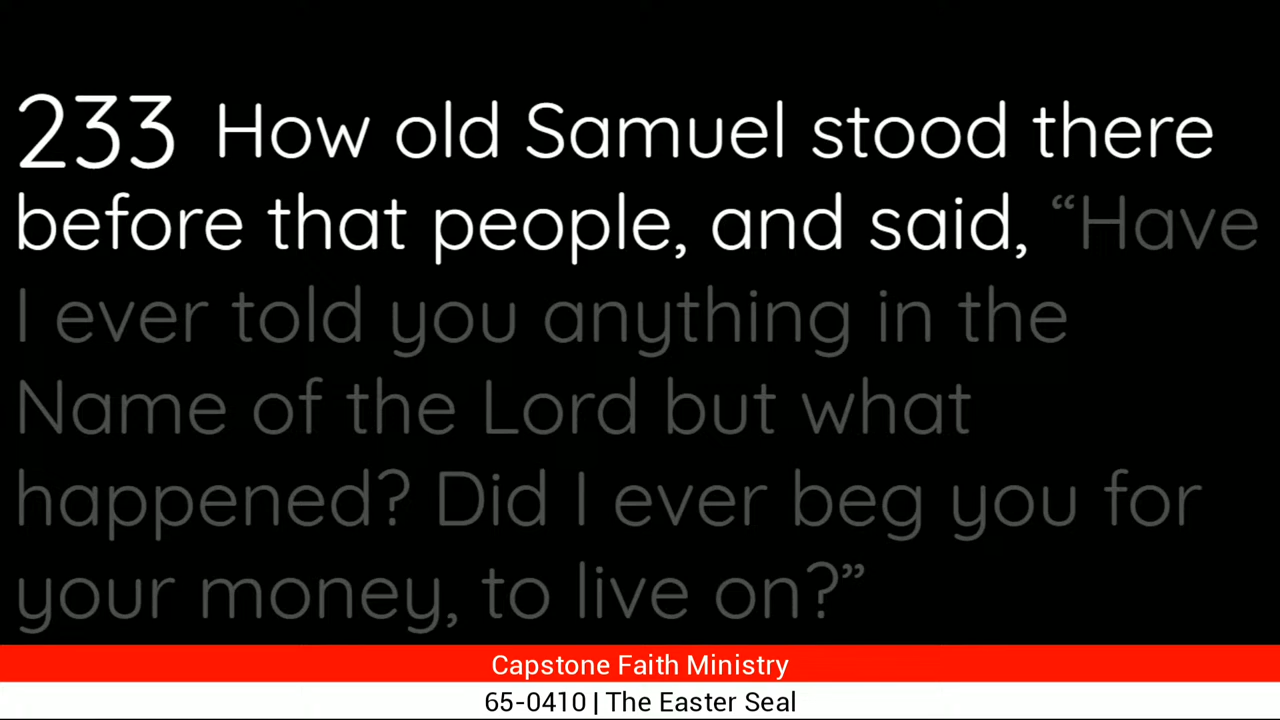 233 How old Samuel stood there
before that people, and said, “Have
I ever told you anything in the
Name of the Lord but what
happened? Did I ever beg you for
your money, to live on?”
Capstone Faith Ministry
65-0410 | The Easter Seal